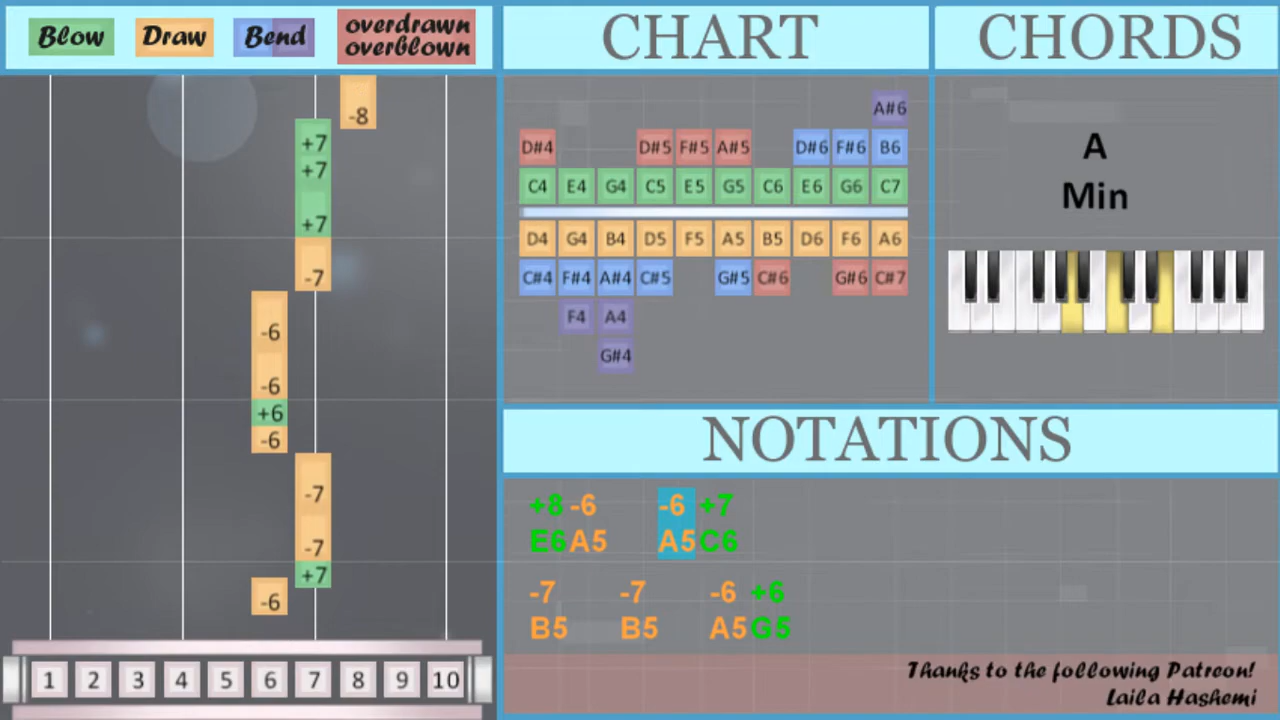 Blow Draw Bend overdrawn
overblown
CHART
CHORDS
-8
+7
+7
+7
-7
-6
-6
+6
-6
-7
-7
+7
-6
1 2 3 4 5 6 7 8 9 10
A#6
D#4 D#5 F#5 A#5 D#6 F#6 B6
C4 E4 G4 C5 E5 G5 C6 E6 G6 C7
D4 G4 B4 D5 F5 A5 B5 D6 F6 A6
C#4 F#4 A#4 C#5 G#5 C#6 G#6 C#7
F4 A4
G#4
A
Min
NOTATIONS
+8 -6 -6 +7
E6 A5 A5 C6
-7 -7 -6 +6
B5 B5 A5 G5
Thanks to the following Patreon!
Laila Hashemi